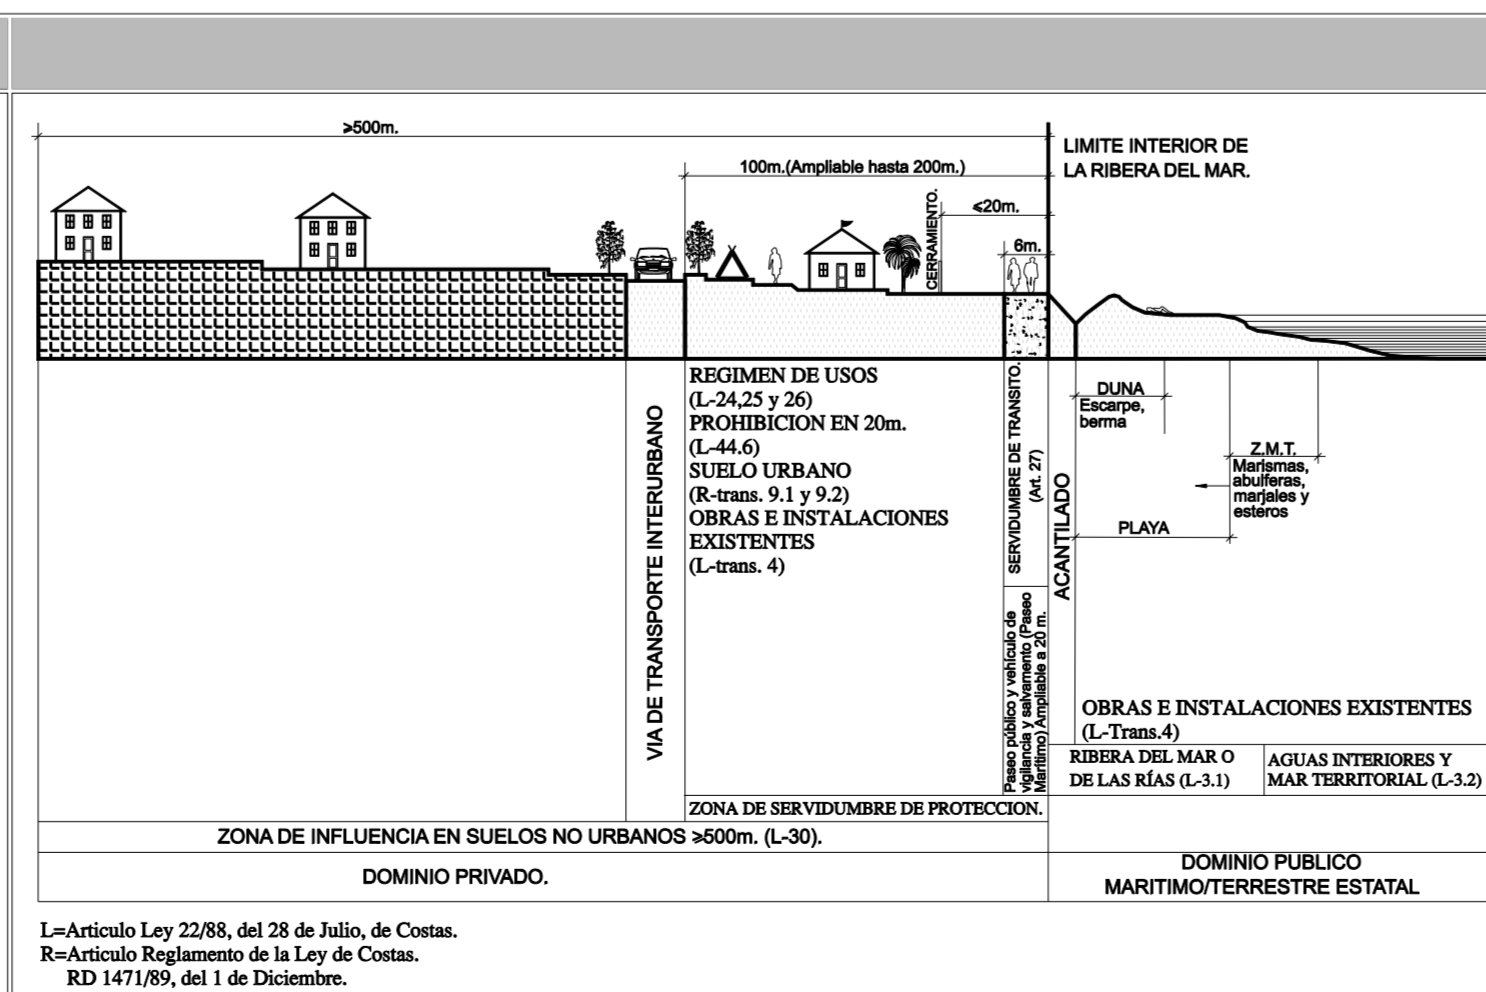 ≥500m.
LIMITE INTERIOR DE
LA RIBERA DEL MAR.
100m.(Ampliable hasta 200m.)
CERRAMIENTO.
≤20m.
6m.
REGIMEN DE USOS
(L-24,25 y 26)
PROHIBICION EN 20m.
(L-44.6)
SUELO URBANO
(R-trans. 9.1 y 9.2)
OBRAS E INSTALACIONES
EXISTENTES
(L-trans. 4)
VIA DE TRANSPORTE INTERURBANO
SERVIDUMBRE DE TRANSITO.
(Art. 27)
Paseo público y vehículo de
vigilancia y salvamento (Paseo
Marítimo) Ampliable a 20 m.
ACANTILADO
DUNA
Escarpe,
berma
Z.M.T.
Marismas,
abulferas,
marjales y
esteros
PLAYA
OBRAS E INSTALACIONES EXISTENTES
(L-Trans.4)
RIBERA DEL MAR O
DE LAS RÍAS (L-3.1)
AGUAS INTERIORES Y
MAR TERRITORIAL (L-3.2)
ZONA DE SERVIDUMBRE DE PROTECCION.
ZONA DE INFLUENCIA EN SUELOS NO URBANOS ≥500m. (L-30).
DOMINIO PRIVADO.
DOMINIO PUBLICO
MARITIMO/TERRESTRE ESTATAL
L=Articulo Ley 22/88, del 28 de Julio, de Costas.
R=Articulo Reglamento de la Ley de Costas.
RD 1471/89, del 1 de Diciembre.